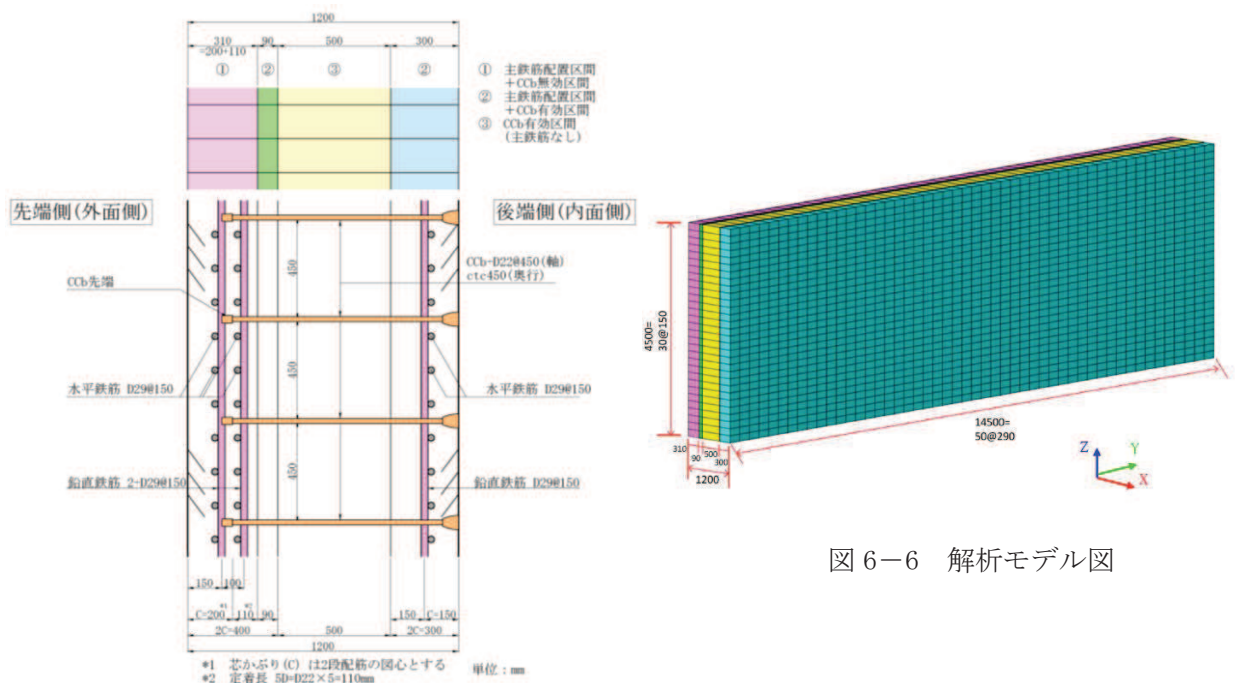 1200
310
90
500
300
=200+110
①
②
③
②
① 主鉄筋配置区間
+CCb無効区間
② 主鉄筋配置区間
+CCb有効区間
③ CCb有効区間
(主鉄筋なし)
先端側(外面側)
後端側(内面側)
CCb先端
450
450
450
CCb-D22@450(軸)
ctc450(奥行)
水平鉄筋 D29@150
水平鉄筋 D29@150
鉛直鉄筋 2-D29@150
鉛直鉄筋 D29@150
150
100
C=200
*1
110
*2
90
150
C=150
2C=400
500
2C=300
1200
*1 芯かぶり(C) は2段配筋の図心とする
*2 定着長 5D=D22×5=110mm
単位:mm
4500=
30@150
310
90
500
300
1200
14500=
50@290
Z
Y
X
図 6-6 解析モデル図